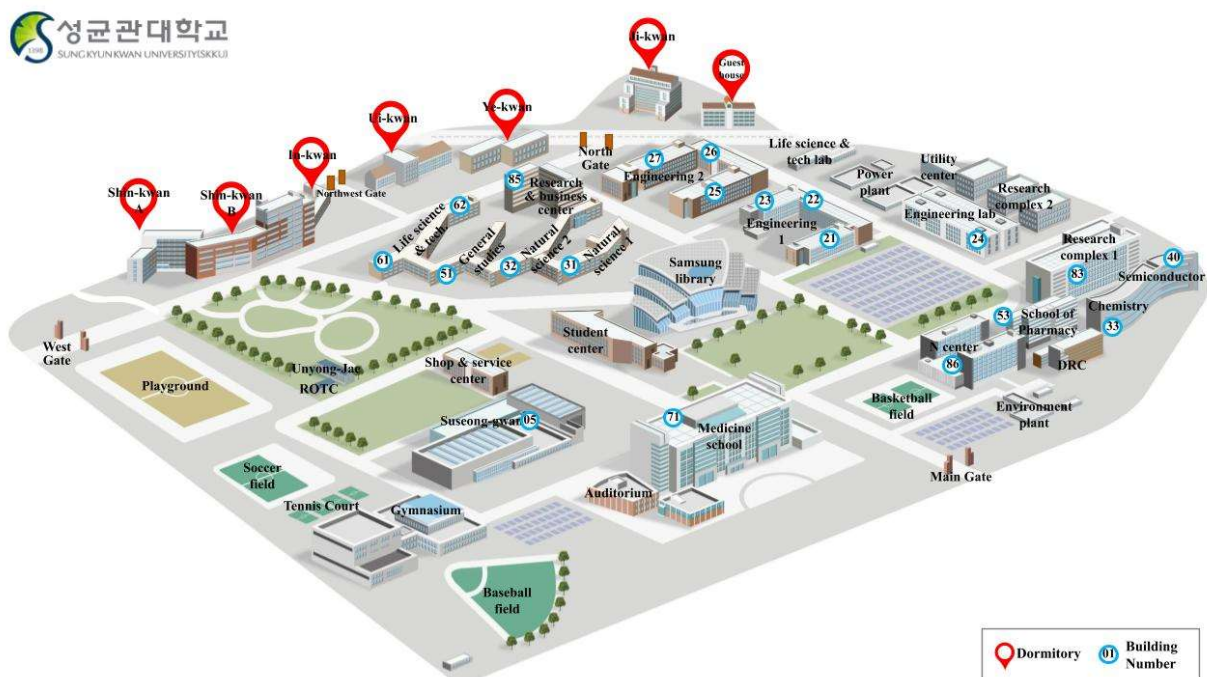 성균관대학교
1398
SUNG KYUN KWAN UNIVERSITY(SKKU)
Ji-kwan
Guest
house
Ye-kwan
Ui-kwan
In-kwan
Shin-kwan
A
Shin-kwan
B
Northwest Gate
North
Gate
27
26
Engineering 2
25
Life science &
tech lab
Power
plant
Utility
center
Research
complex 2
85
Research
& business
center
62
Life science
& tech.
61
General
studies
51
Natural
science 2
32
Natural
science 1
31
23
22
Engineering
1
21
Engineering lab
24
Research
complex 1
83
40
Semiconductor
Samsung
library
Chemistry
33
53
School of
Pharmacy
N center
86
DRC
Student
center
West
Gate
Playground
Unyong-Jae
ROTC
Shop & service
center
Suseong-gwan
05
71
Medicine
school
Basketball
field
Environment
plant
Main Gate
Soccer
field
Tennis Court
Gymnasium
Auditorium
Baseball
field
Dormitory
01
Building
Number